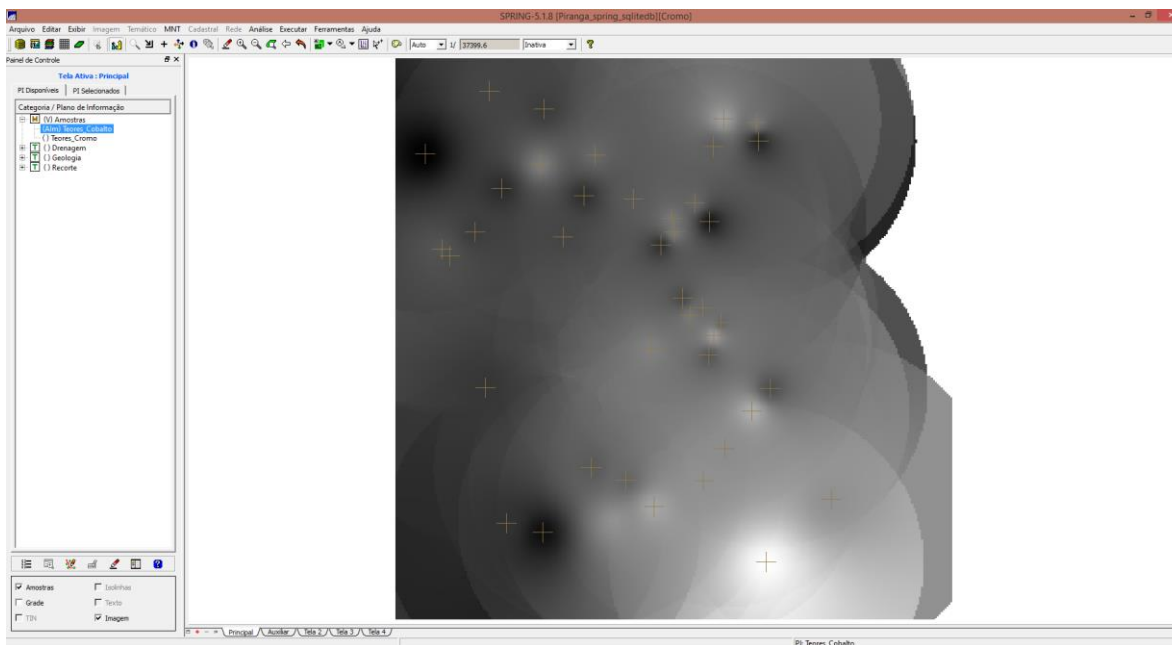 SPRING-5.1.8 [Piranga_spring_sqlitedb][Cromo]
Arquivo Editar Exibir Imagem Temático MNT Cadastral Rede Análise Executar Ferramentas Ajuda
Auto 1/ 37399.6 Inativa
Painel de Controle
Tela Ativa : Principal
PI Disponíveis PI Selecionados
Categoria / Plano de Informação
M (V) Amostras
(AIm) Teores_Cobalto
() Teores_Cromo
T () Drenagem
T () Geologia
T () Recorte
Amostras Isolinhas
Grade Texto
TIN Imagem
Principal Auxiliar Tela 2 Tela 3 Tela 4
PI: Teores_Cobalto